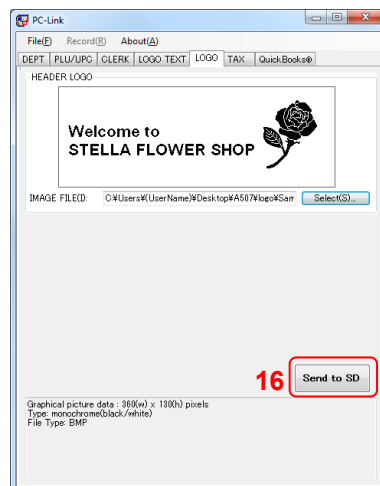 PC-Link
File(F) Record(R) About(A)
DEPT PLU/UPC CLERK LOGO TEXT LOGO TAX QuickBooks®
HEADER LOGO
Welcome to
STELLA FLOWER SHOP
IMAGE FILE(I): C:¥Users¥(UserName)¥Desktop¥A507¥logo¥Sam Select(S)...
16 Send to SD
Graphical picture data : 360(w) × 130(h) pixels
Type: monochrome(black/white)
File Type: BMP